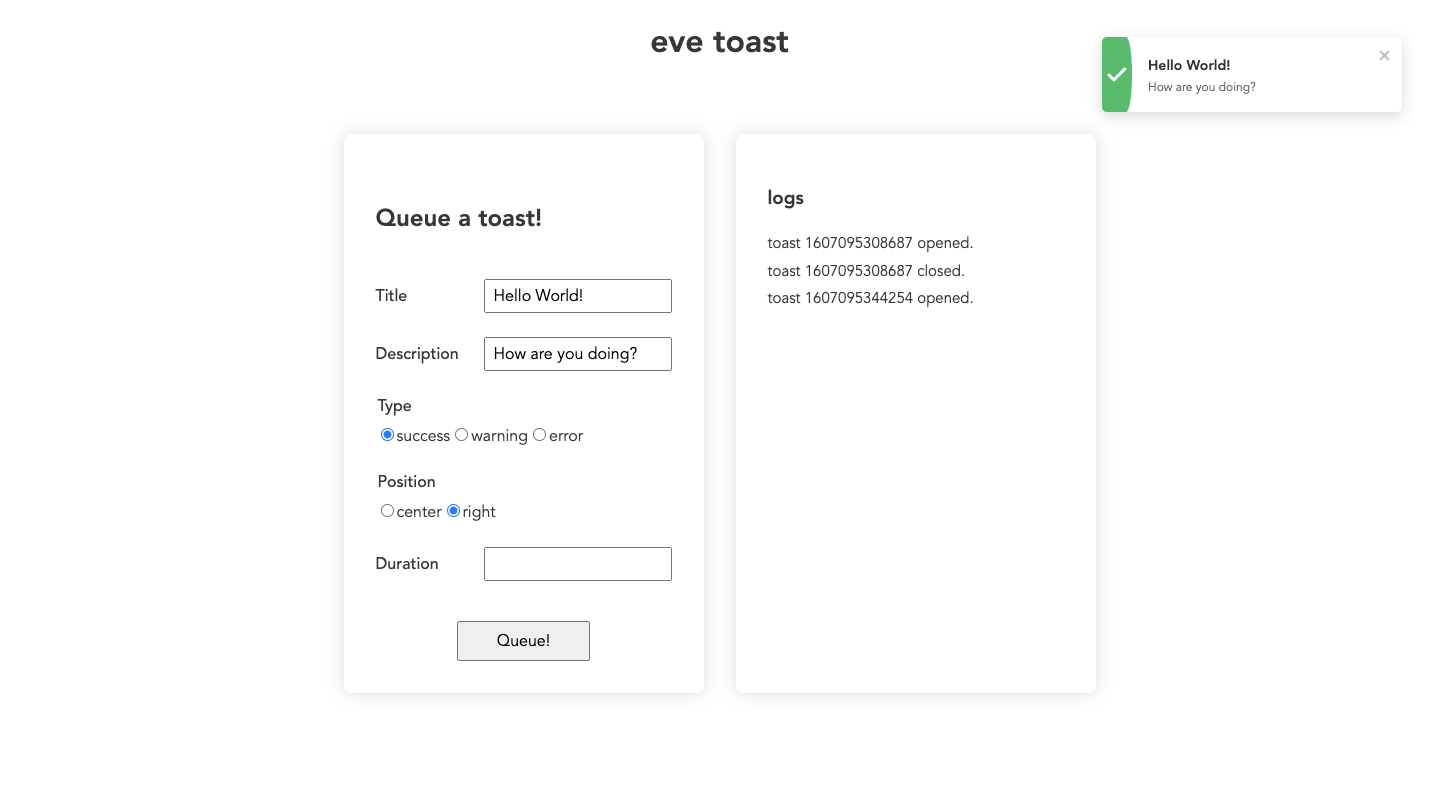 eve toast
Hello World!
How are you doing?
Queue a toast!
Title
Hello World!
Description
How are you doing?
Type
success warning error
Position
center right
Duration
Queue!
logs
toast 1607095308687 opened.
toast 1607095308687 closed.
toast 1607095344254 opened.